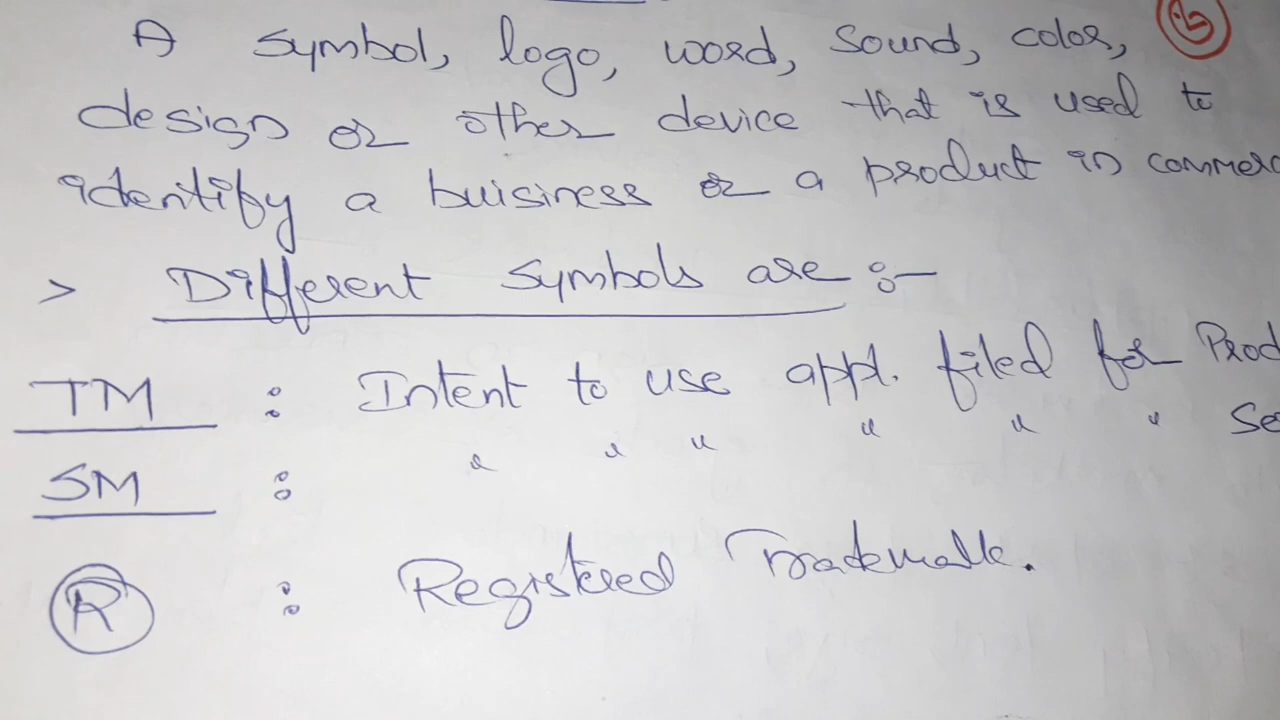 A symbol, logo, word, sound, color,
design or other device that is used to
identify a buisiness or a product in commerc
> Different symbols are :-
TM : Intent to use appl. filed for Prod
SM : " " " " " " Se
R : Registered Trademark.